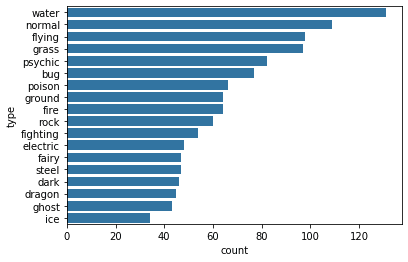 water
normal
flying
grass
psychic
bug
poison
ground
fire
rock
fighting
electric
fairy
steel
dark
dragon
ghost
ice
type
0 20 40 60 80 100 120
count